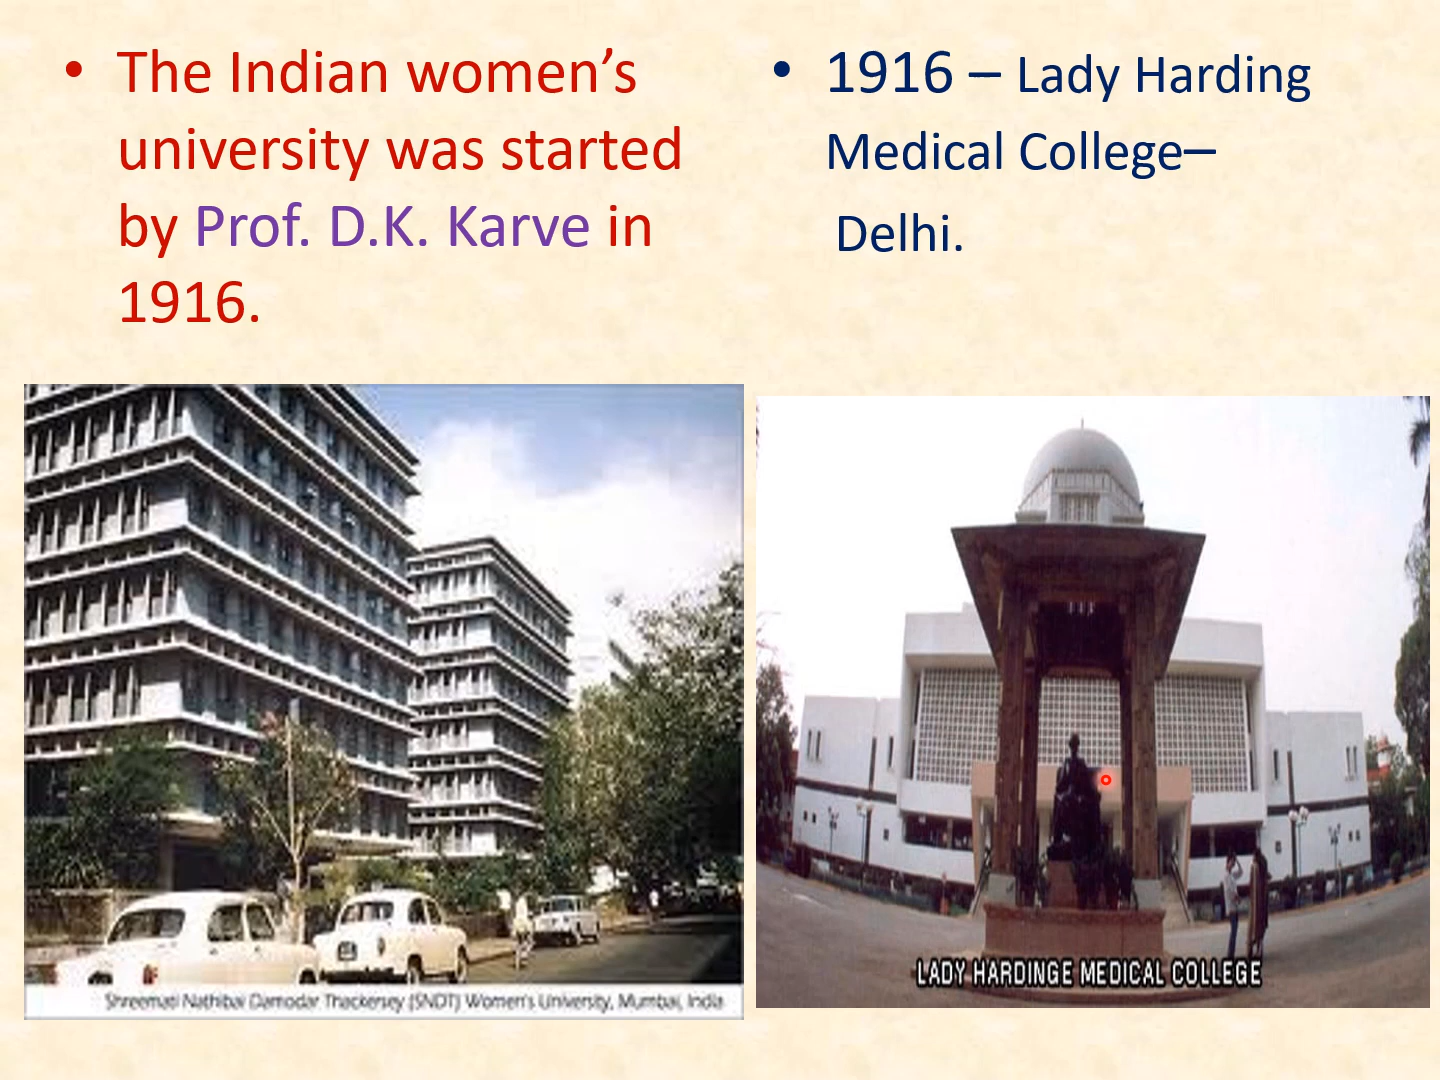 • The Indian women’s
university was started
by Prof. D.K. Karve in
1916.
• 1916 – Lady Harding
Medical College–
Delhi.
Shreemati Nathibai Damodar Thackersey (SNDT) Women's University, Mumbai, India
LADY HARDINGE MEDICAL COLLEGE